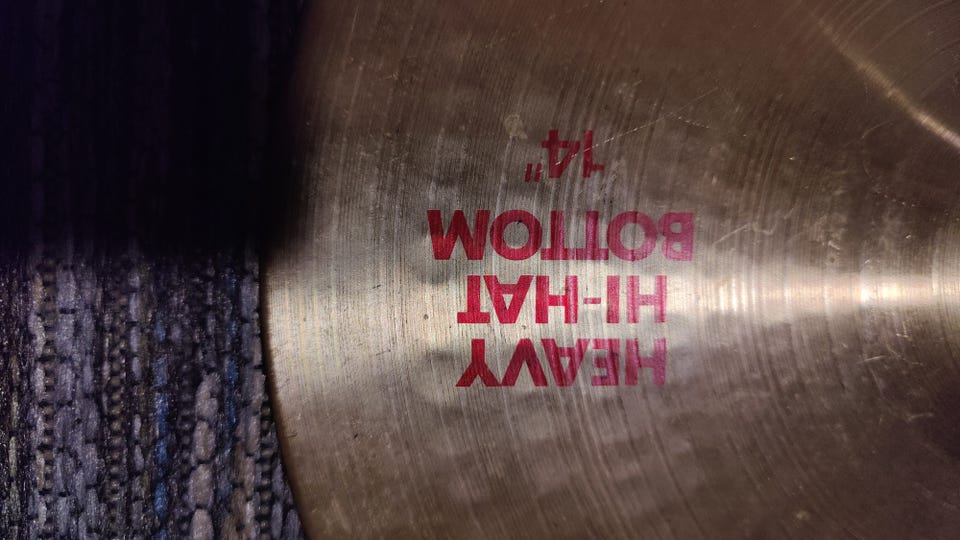 HEAVY
HI-HAT
BOTTOM
14"